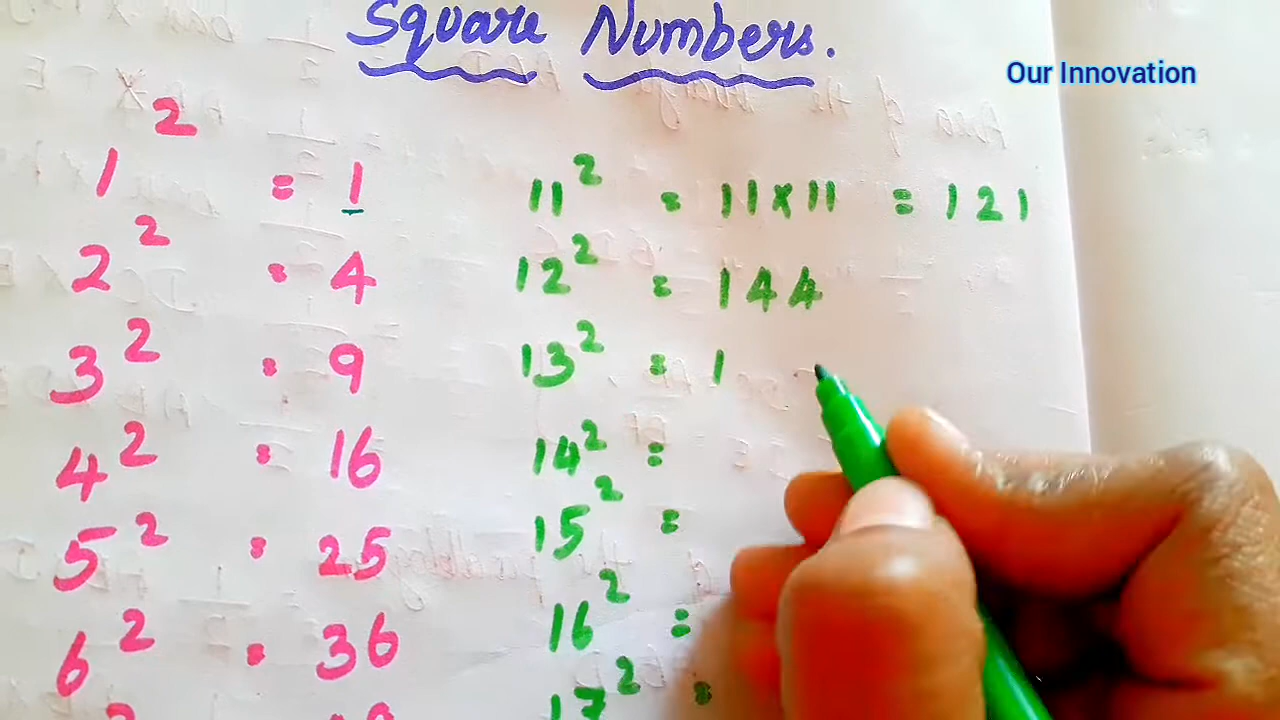 Square Numbers.
Our Innovation
1² = 1
2² = 4
3² = 9
4² = 16
5² = 25
6² = 36
11² = 11x11 = 121
12² = 144
13² = 1
14² =
15² =
16² =
17² =